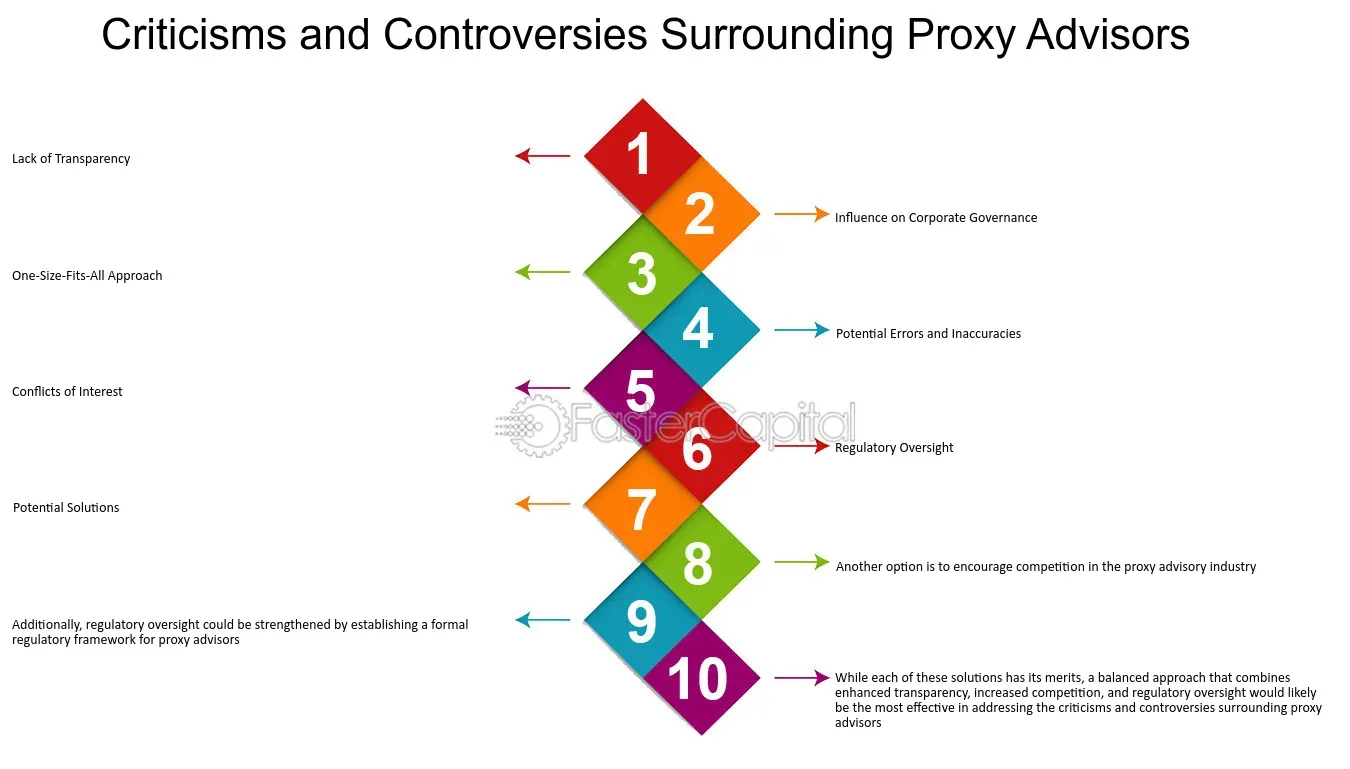 Criticisms and Controversies Surrounding Proxy Advisors
1
Lack of Transparency
2
Influence on Corporate Governance
3
One-Size-Fits-All Approach
4
Potential Errors and Inaccuracies
5
Conflicts of Interest
FasterCapital
6
Regulatory Oversight
7
Potential Solutions
8
Another option is to encourage competition in the proxy advisory industry
9
Additionally, regulatory oversight could be strengthened by establishing a formal
regulatory framework for proxy advisors
10
While each of these solutions has its merits, a balanced approach that combines
enhanced transparency, increased competition, and regulatory oversight would likely
be the most effective in addressing the criticisms and controversies surrounding proxy
advisors